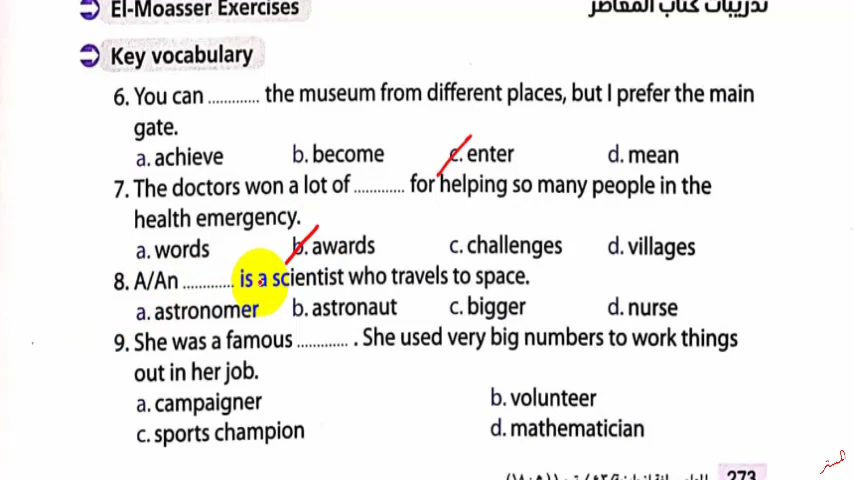 El-Moasser Exercises
تدريبات كتاب المعاصر
Key vocabulary
6. You can ............. the museum from different places, but I prefer the main
gate.
a. achieve b. become c. enter d. mean
7. The doctors won a lot of ............ for helping so many people in the
health emergency.
a. words b. awards c. challenges d. villages
8. A/An ............. is a scientist who travels to space.
a. astronomer b. astronaut c. bigger d. nurse
9. She was a famous ............. . She used very big numbers to work things
out in her job.
a. campaigner b. volunteer
c. sports champion d. mathematician
273